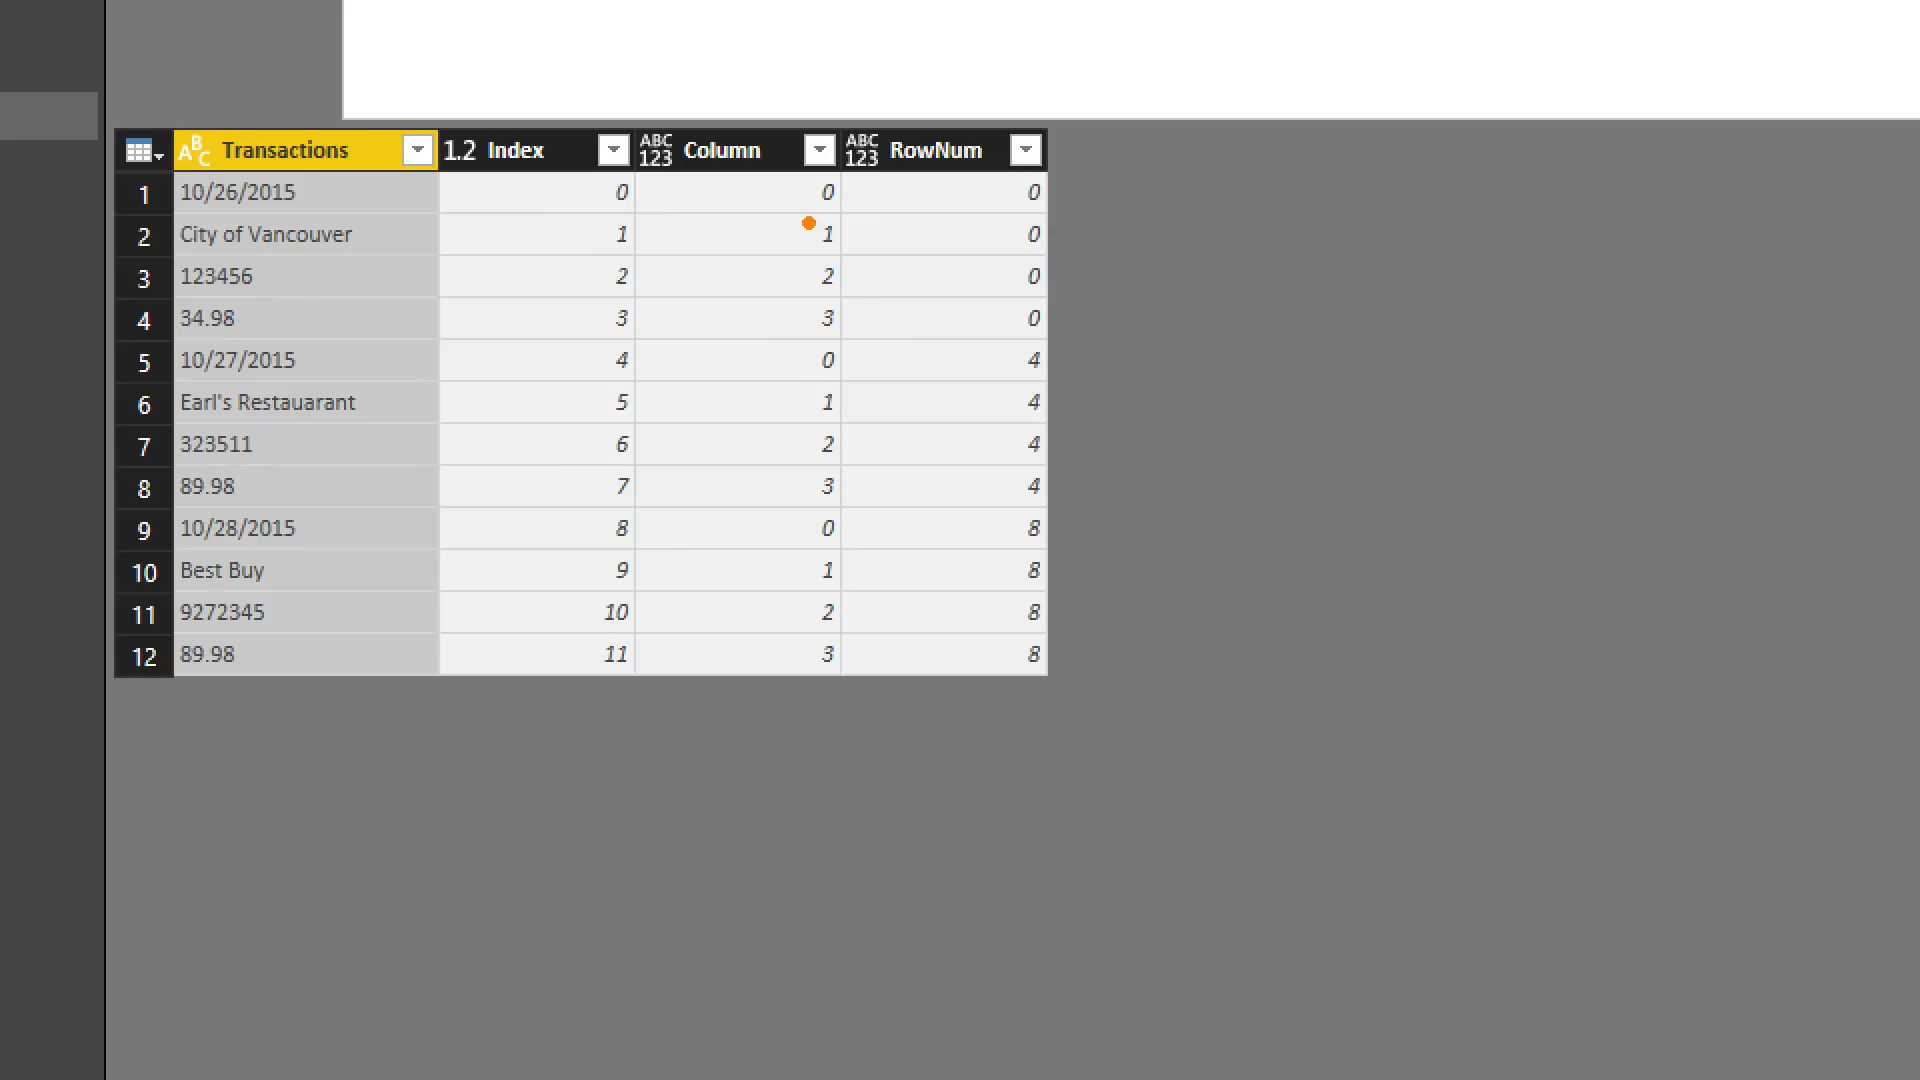 ABC Transactions 1.2 Index ABC 123 Column ABC 123 RowNum
1 10/26/2015 0 0 0
2 City of Vancouver 1 1 0
3 123456 2 2 0
4 34.98 3 3 0
5 10/27/2015 4 0 4
6 Earl's Restauarant 5 1 4
7 323511 6 2 4
8 89.98 7 3 4
9 10/28/2015 8 0 8
10 Best Buy 9 1 8
11 9272345 10 2 8
12 89.98 11 3 8